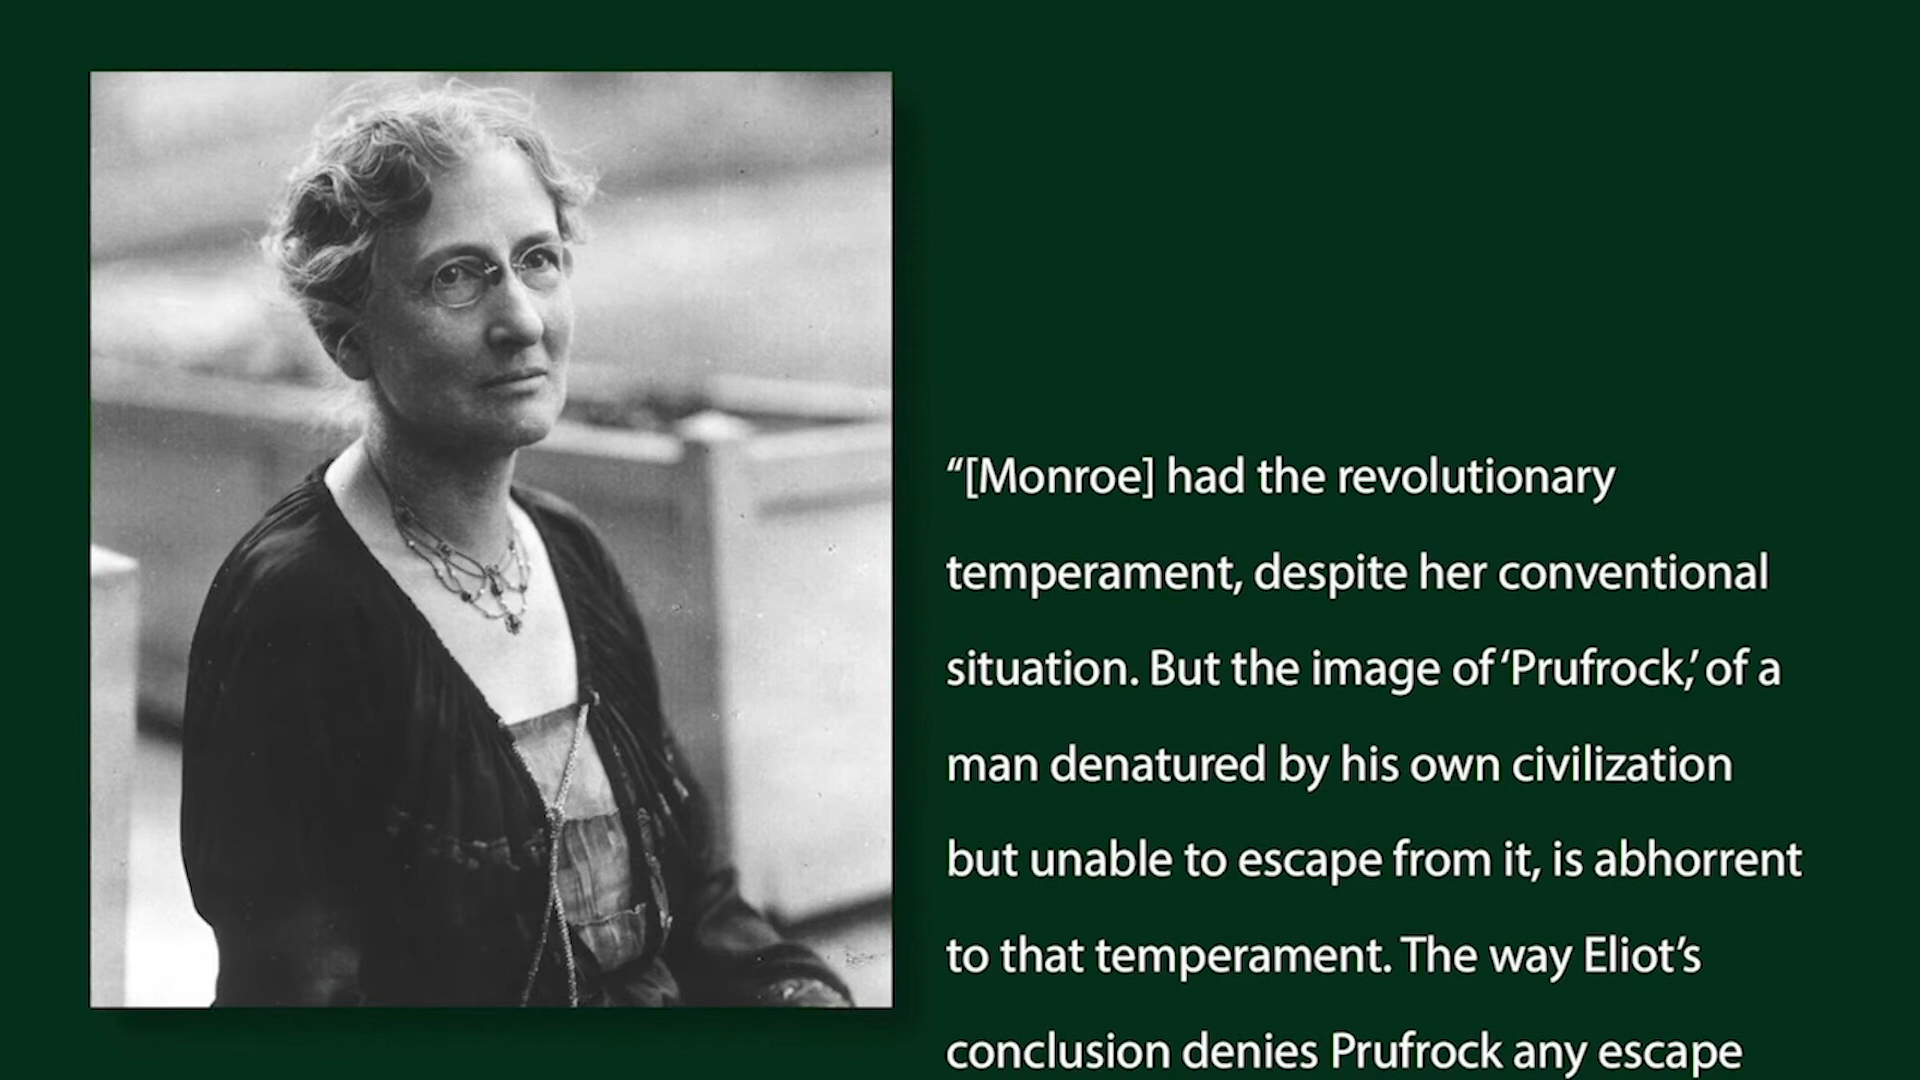 “[Monroe] had the revolutionary
temperament, despite her conventional
situation. But the image of ‘Prufrock,’ of a
man denatured by his own civilization
but unable to escape from it, is abhorrent
to that temperament. The way Eliot’s
conclusion denies Prufrock any escape